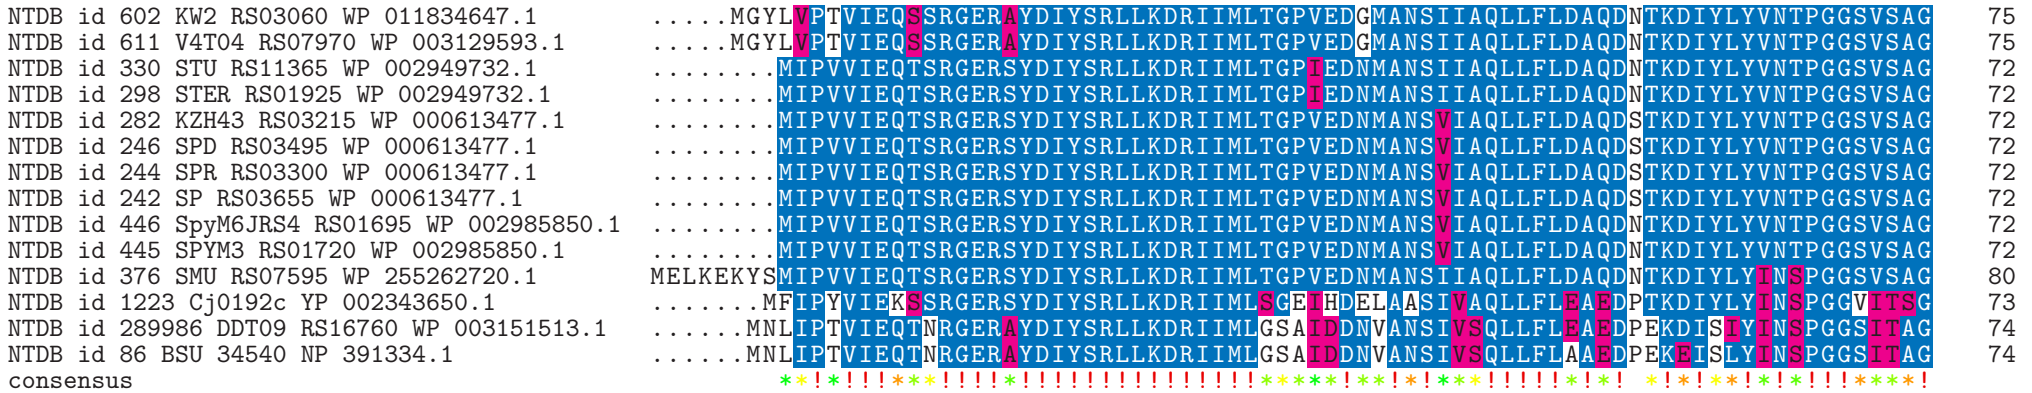 NTDB id 602 KW2 RS03060 WP 011834647.1 .....MGYLVPTVIEQSSRGERAYDIYSRLLKDRIIMLTGPVEDGMANSIIAQLLFLDAQDNTKDIYLYVNTPGGSVSAG 75
NTDB id 611 V4T04 RS07970 WP 003129593.1 .....MGYLVPTVIEQSSRGERAYDIYSRLLKDRIIMLTGPVEDGMANSIIAQLLFLDAQDNTKDIYLYVNTPGGSVSAG 75
NTDB id 330 STU RS11365 WP 002949732.1 ........MIPVVIEQTSRGERSYDIYSRLLKDRIIMLTGPIEDNMANSIIAQLLFLDAQDNTKDIYLYVNTPGGSVSAG 72
NTDB id 298 STER RS01925 WP 002949732.1 ........MIPVVIEQTSRGERSYDIYSRLLKDRIIMLTGPIEDNMANSIIAQLLFLDAQDNTKDIYLYVNTPGGSVSAG 72
NTDB id 282 KZH43 RS03215 WP 000613477.1 ........MIPVVIEQTSRGERSYDIYSRLLKDRIIMLTGPVEDNMANSVIAQLLFLDAQDSTKDIYLYVNTPGGSVSAG 72
NTDB id 246 SPD RS03495 WP 000613477.1 ........MIPVVIEQTSRGERSYDIYSRLLKDRIIMLTGPVEDNMANSVIAQLLFLDAQDSTKDIYLYVNTPGGSVSAG 72
NTDB id 244 SPR RS03300 WP 000613477.1 ........MIPVVIEQTSRGERSYDIYSRLLKDRIIMLTGPVEDNMANSVIAQLLFLDAQDSTKDIYLYVNTPGGSVSAG 72
NTDB id 242 SP RS03655 WP 000613477.1 ........MIPVVIEQTSRGERSYDIYSRLLKDRIIMLTGPVEDNMANSVIAQLLFLDAQDSTKDIYLYVNTPGGSVSAG 72
NTDB id 446 SpyM6JRS4 RS01695 WP 002985850.1 ........MIPVVIEQTSRGERSYDIYSRLLKDRIIMLTGPVEDNMANSVIAQLLFLDAQDNTKDIYLYVNTPGGSVSAG 72
NTDB id 445 SPYM3 RS01720 WP 002985850.1 ........MIPVVIEQTSRGERSYDIYSRLLKDRIIMLTGPVEDNMANSVIAQLLFLDAQDNTKDIYLYVNTPGGSVSAG 72
NTDB id 376 SMU RS07595 WP 255262720.1 MELKEKYSMIPVVIEQTSRGERSYDIYSRLLKDRIIMLTGPVEDNMANSIIAQLLFLDAQDNTKDIYLYINSPGGSVSAG 80
NTDB id 1223 Cj0192c YP 002343650.1 .......MFIPYVIEKSSRGERSYDIYSRLLKDRIIMLSGEIHDELAASIVAQLLFLEAEDPTKDIYLYINSPGGVITSG 73
NTDB id 289986 DDT09 RS16760 WP 003151513.1 ......MNLIPTVIEQTNRGERAYDIYSRLLKDRIIMLGSAIDDNVANSIVSQLLFLEAEDPEKDISIYINSPGGSITAG 74
NTDB id 86 BSU 34540 NP 391334.1 ......MNLIPTVIEQTNRGERAYDIYSRLLKDRIIMLGSAIDDNVANSIVSQLLFLAAEDPEKEISLYINSPGGSITAG 74
consensus **!*!!!***!!!!*!!!!!!!!!!!!!!!*****!**!*!***!!!!!*!*! *!*!**!*!*!!!****!